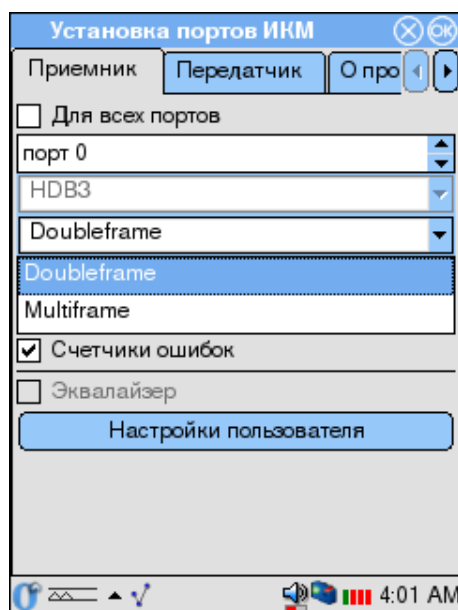 Установка портов ИКМ
OK
Приемник Передатчик О про
Для всех портов
порт 0
HDB3
Doubleframe
Doubleframe
Multiframe
Счетчики ошибок
Эквалайзер
Настройки пользователя
4:01 AM